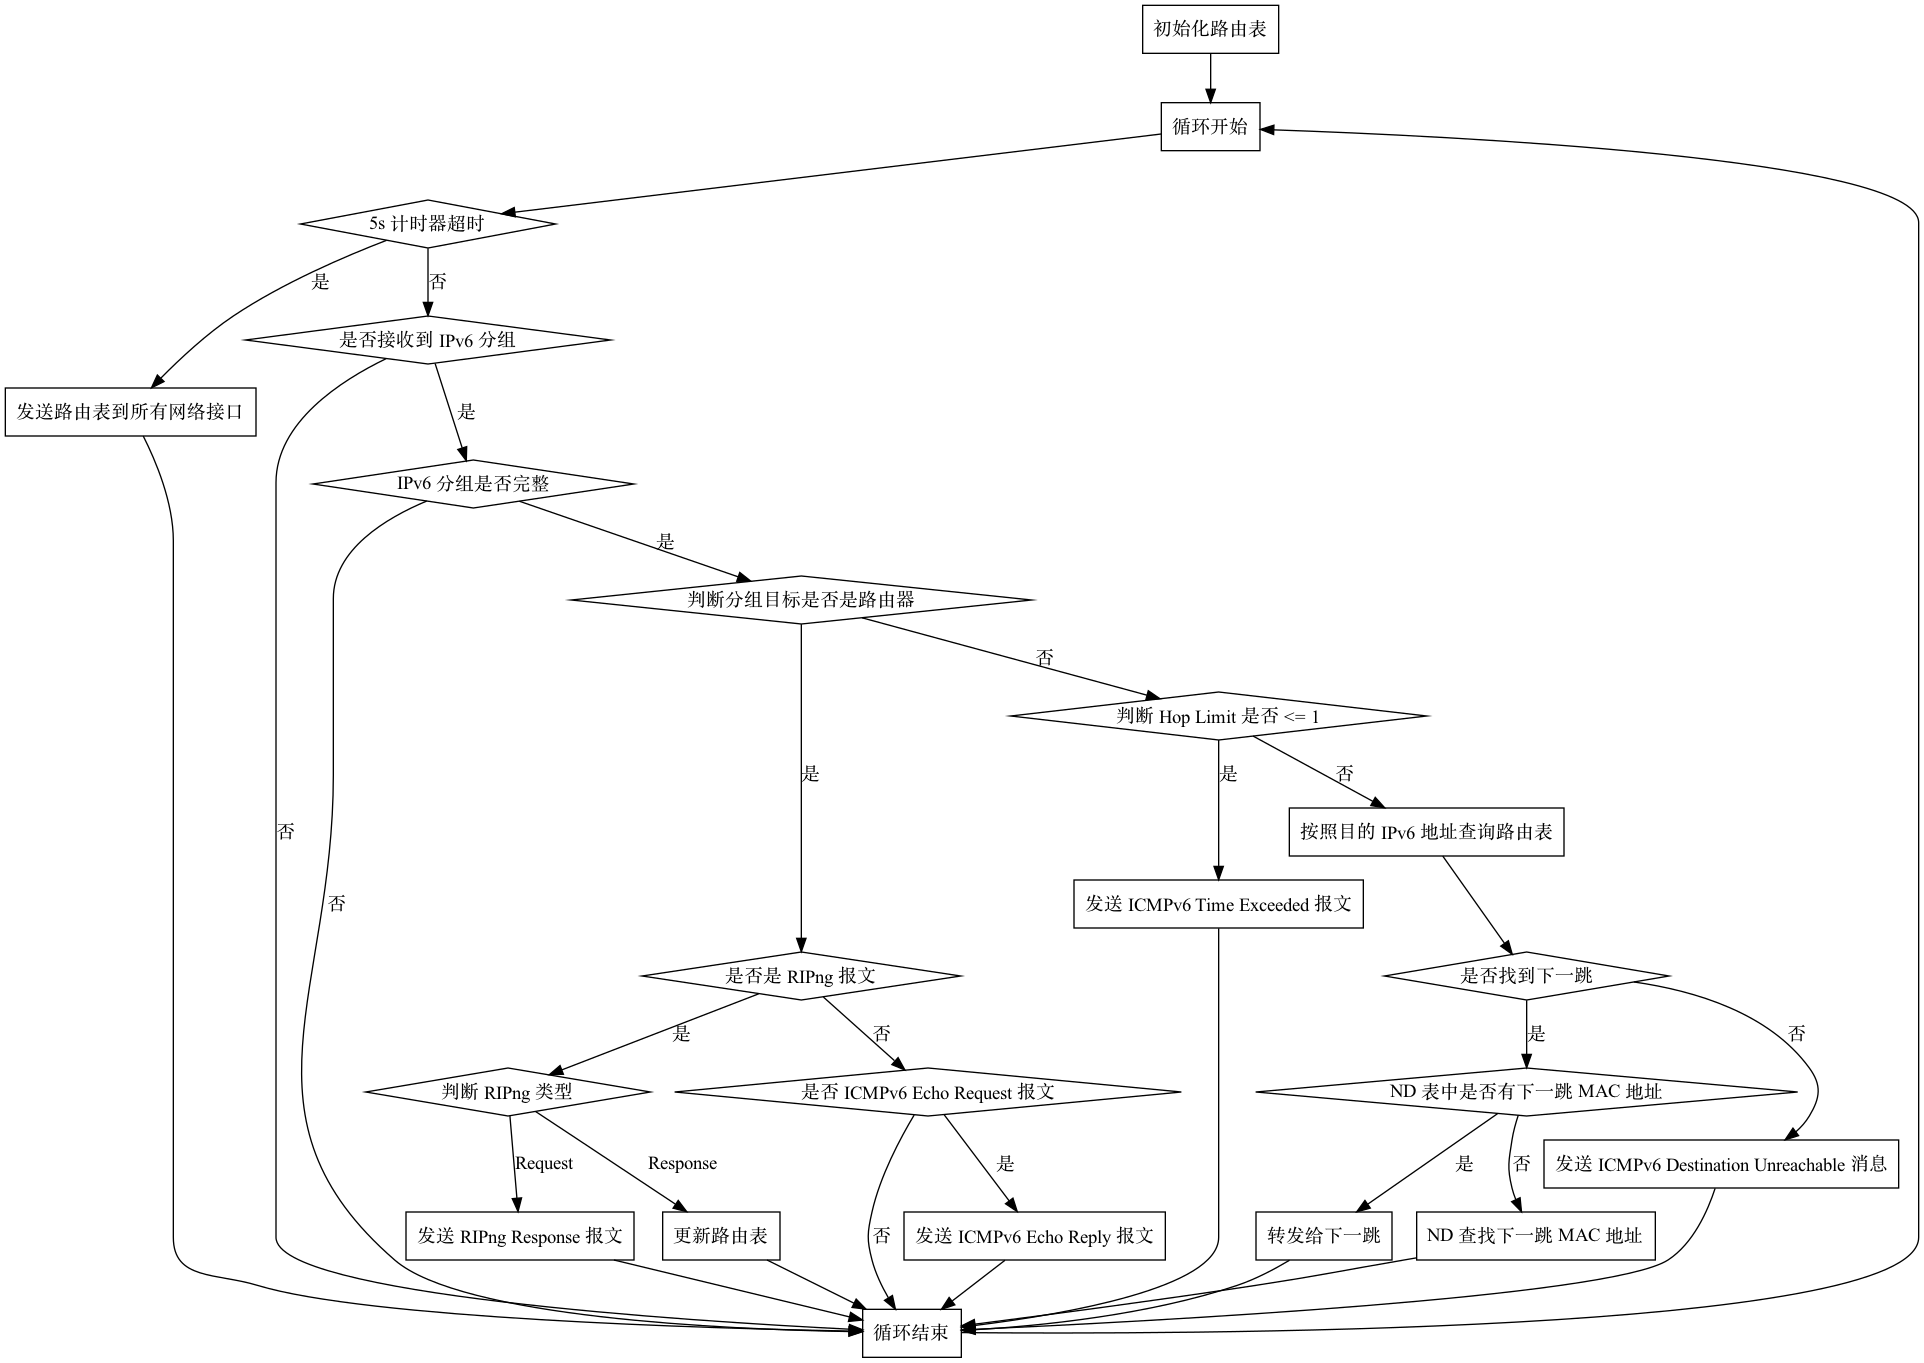 初始化路由表
循环开始
5s 计时器超时
是
否
是否接收到 IPv6 分组
发送路由表到所有网络接口
是
IPv6 分组是否完整
是
判断分组目标是否是路由器
否
判断 Hop Limit 是否 <= 1
是
是
否
否
按照目的 IPv6 地址查询路由表
否
发送 ICMPv6 Time Exceeded 报文
是否是 RIPng 报文
是否找到下一跳
是
否
是
否
判断 RIPng 类型
是否 ICMPv6 Echo Request 报文
ND 表中是否有下一跳 MAC 地址
Request
Response
是
是
否
发送 ICMPv6 Destination Unreachable 消息
发送 RIPng Response 报文
更新路由表
否
发送 ICMPv6 Echo Reply 报文
转发给下一跳
ND 查找下一跳 MAC 地址
循环结束